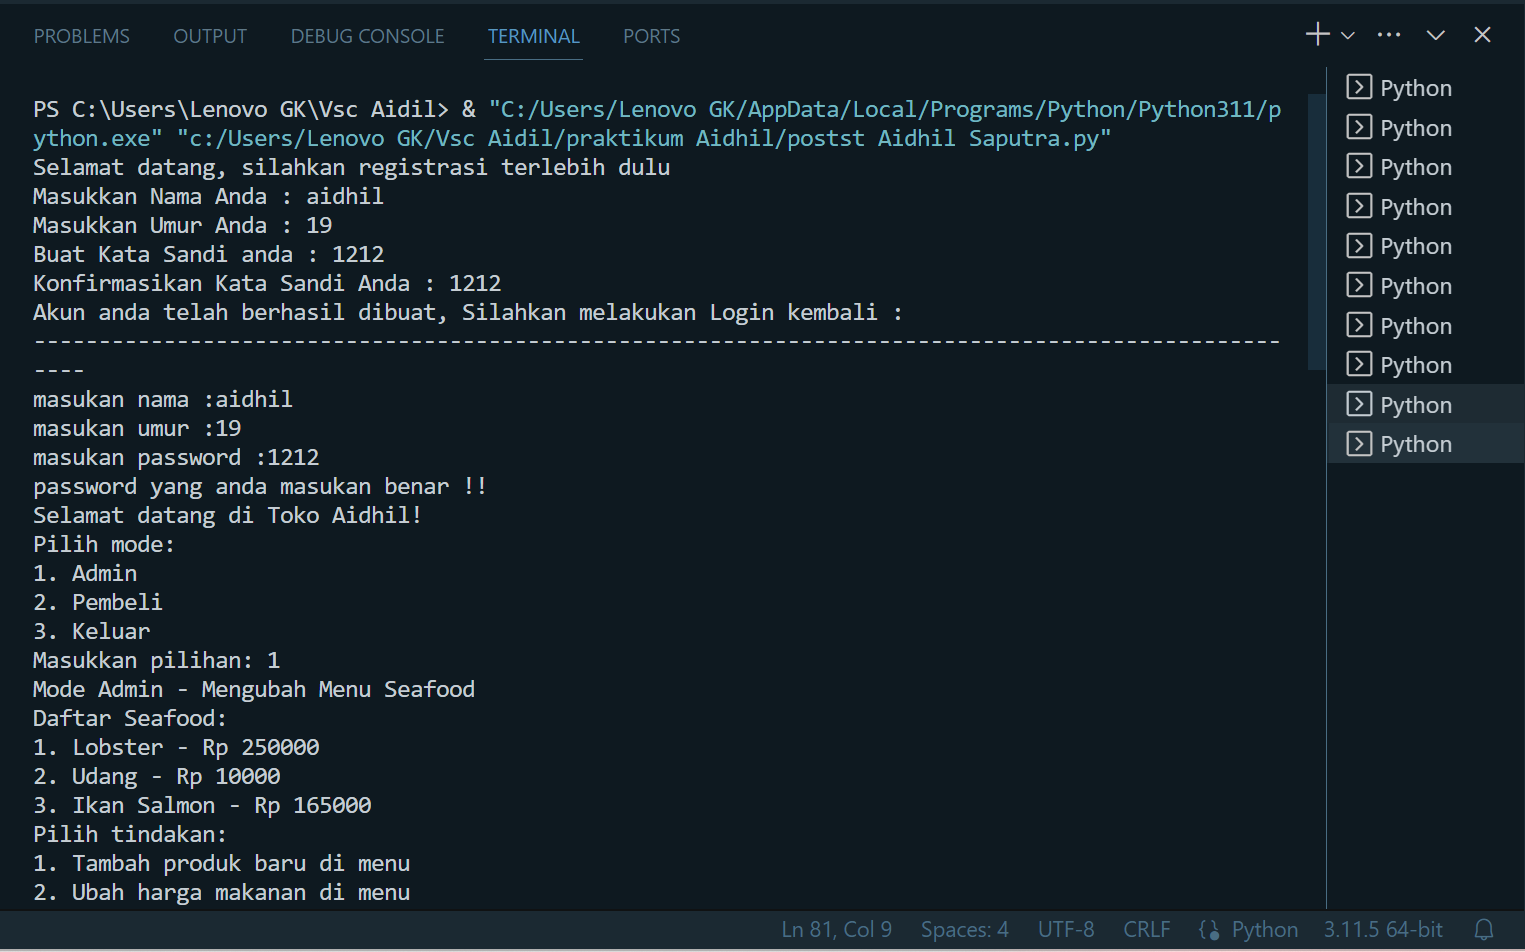 PROBLEMS OUTPUT DEBUG CONSOLE TERMINAL PORTS
PS C:\Users\Lenovo GK\Vsc Aidil> & "C:/Users/Lenovo GK/AppData/Local/Programs/Python/Python311/p
ython.exe" "c:/Users/Lenovo GK/Vsc Aidil/praktikum Aidhil/postst Aidhil Saputra.py"
Selamat datang, silahkan registrasi terlebih dulu
Masukkan Nama Anda : aidhil
Masukkan Umur Anda : 19
Buat Kata Sandi anda : 1212
Konfirmasikan Kata Sandi Anda : 1212
Akun anda telah berhasil dibuat, Silahkan melakukan Login kembali :
------------------------------------------------------------------------------------------------
----
masukan nama :aidhil
masukan umur :19
masukan password :1212
password yang anda masukan benar !!
Selamat datang di Toko Aidhil!
Pilih mode:
1. Admin
2. Pembeli
3. Keluar
Masukkan pilihan: 1
Mode Admin - Mengubah Menu Seafood
Daftar Seafood:
1. Lobster - Rp 250000
2. Udang - Rp 10000
3. Ikan Salmon - Rp 165000
Pilih tindakan:
1. Tambah produk baru di menu
2. Ubah harga makanan di menu
Python
Python
Python
Python
Python
Python
Python
Python
Python
Python
Ln 81, Col 9 Spaces: 4 UTF-8 CRLF Python 3.11.5 64-bit